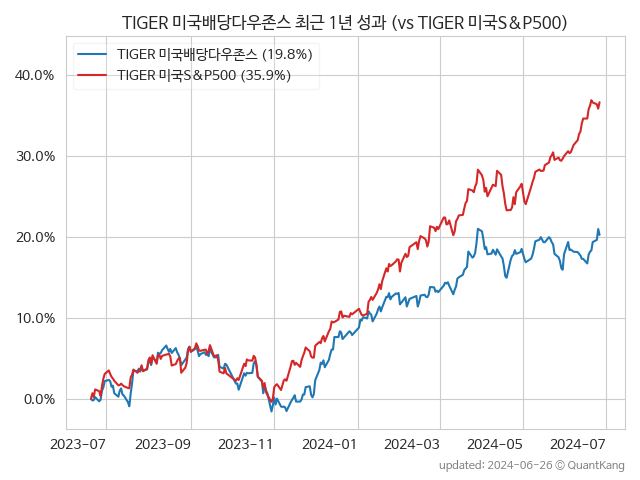 TIGER 미국배당다우존스 최근 1년 성과 (vs TIGER 미국S&P500)
TIGER 미국배당다우존스 (19.8%)
TIGER 미국S&P500 (35.9%)
40.0%
30.0%
20.0%
10.0%
0.0%
2023-07 2023-09 2023-11 2024-01 2024-03 2024-05 2024-07
updated: 2024-06-26 © QuantKang